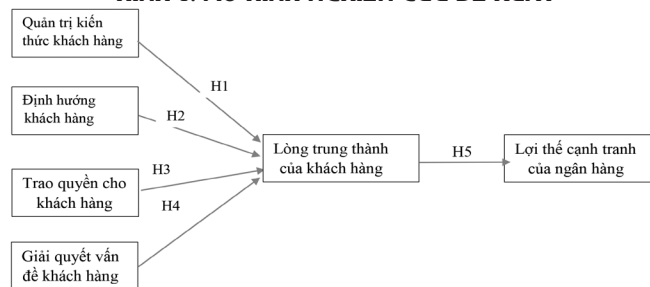 Quản trị kiến
thức khách hàng
H1
Định hướng
khách hàng
H2
Lòng trung thành
của khách hàng
H5
Lợi thế cạnh tranh
của ngân hàng
H3
Trao quyền cho
khách hàng
H4
Giải quyết vấn
đề khách hàng